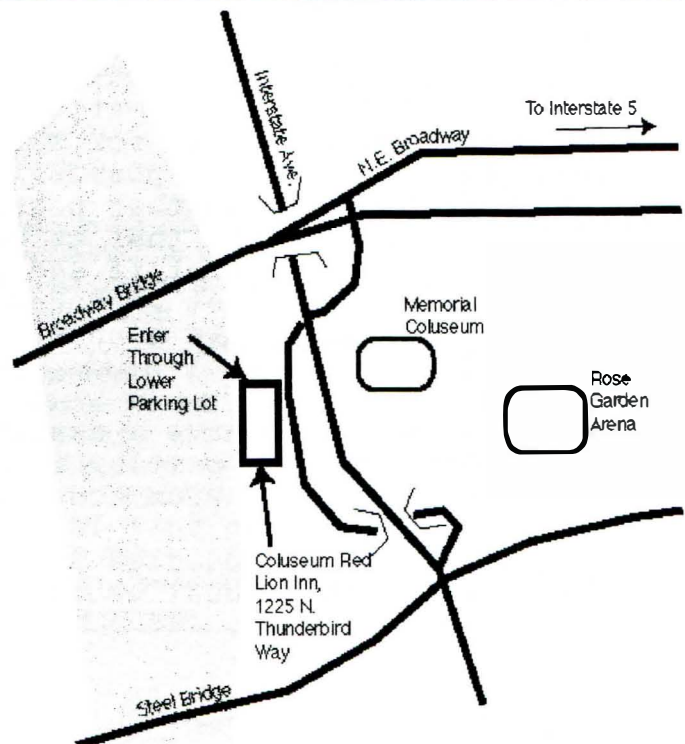 Interstate Ave.
To Interstate 5
N.E. Broadway
Broadway Bridge
Enter
Through
Lower
Parking Lot
Memorial
Coluseum
Rose
Garden
Arena
Coluseum Red
Lion Inn,
1225 N.
Thunderbird
Way
Steel Bridge